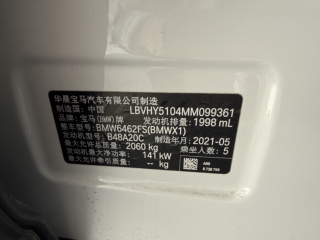 华晨宝马汽车有限公司制造
制造国：中国 LBVHY5104MM099361
品牌：宝马(BMW)牌 发动机排量：1998 mL
整车型号：BMW6462FS(BMWX1)
发动机型号：B48A20C 制造年月：2021-05
最大允许总质量：2060 kg
发动机最大净功率：141 kW 乘坐人数：5
最大允许牵引质量：-- kg